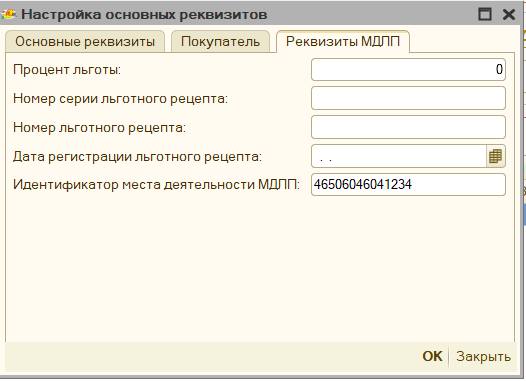 Настройка основных реквизитов
Основные реквизиты Покупатель Реквизиты МДЛП
Процент льготы: 0
Номер серии льготного рецепта:
Номер льготного рецепта:
Дата регистрации льготного рецепта: . .
Идентификатор места деятельности МДЛП: 46506046041234
OK Закрыть